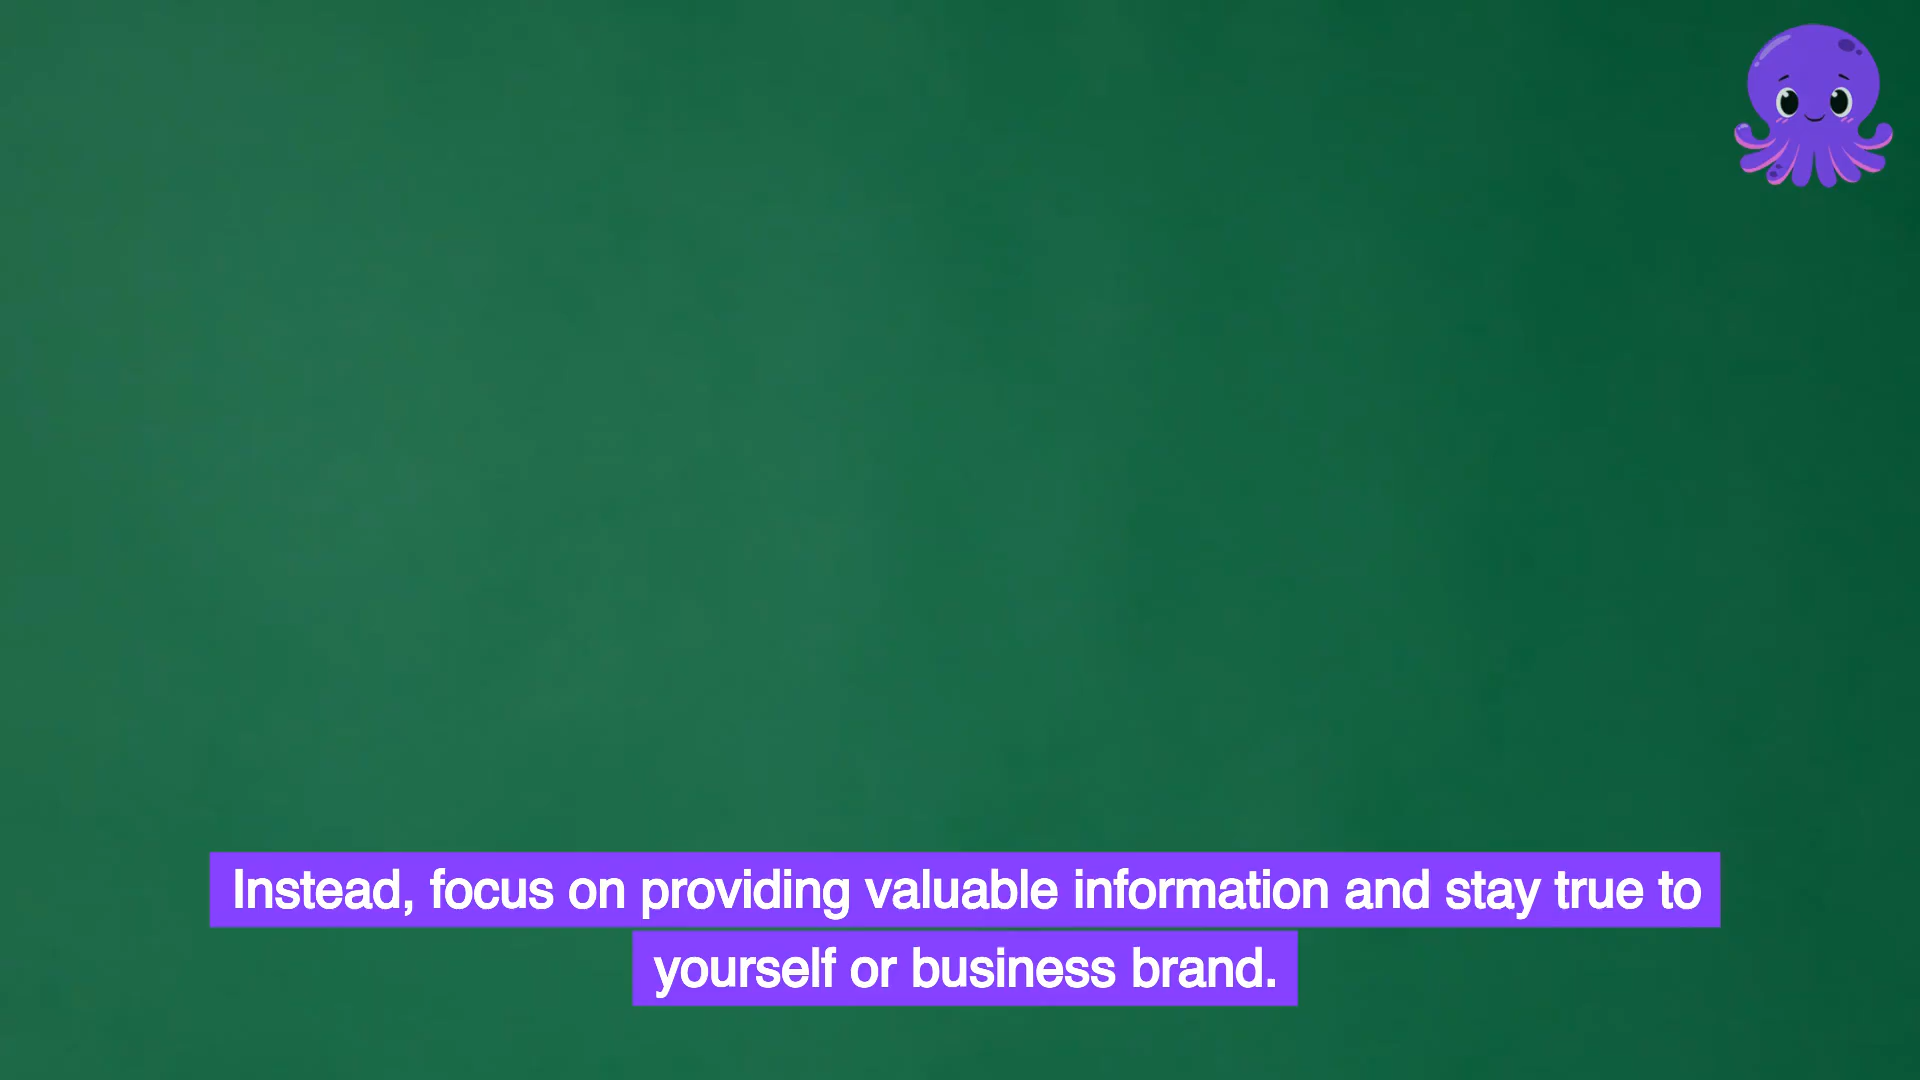 Instead, focus on providing valuable information and stay true to
yourself or business brand.